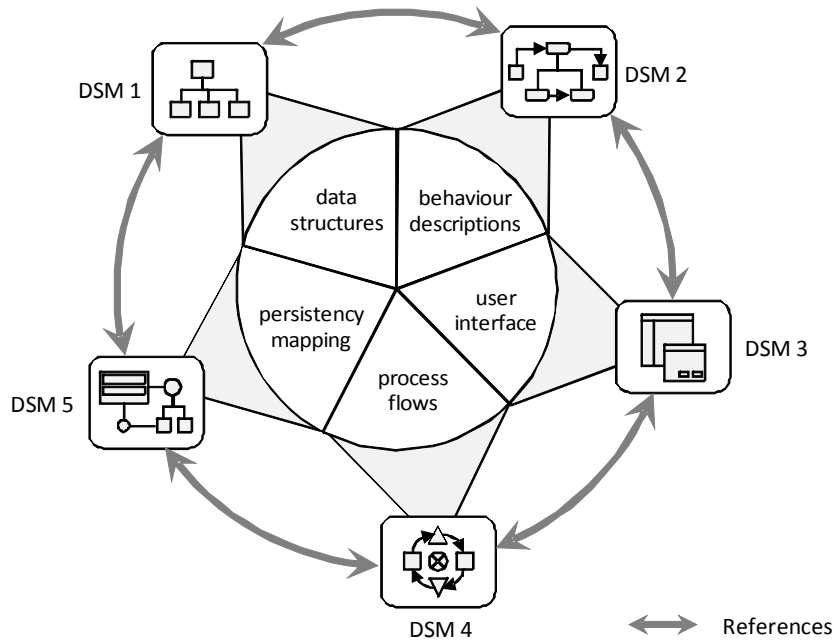 DSM 1
DSM 2
data
structures
behaviour
descriptions
persistency
mapping
user
interface
process
flows
DSM 3
DSM 5
DSM 4
References